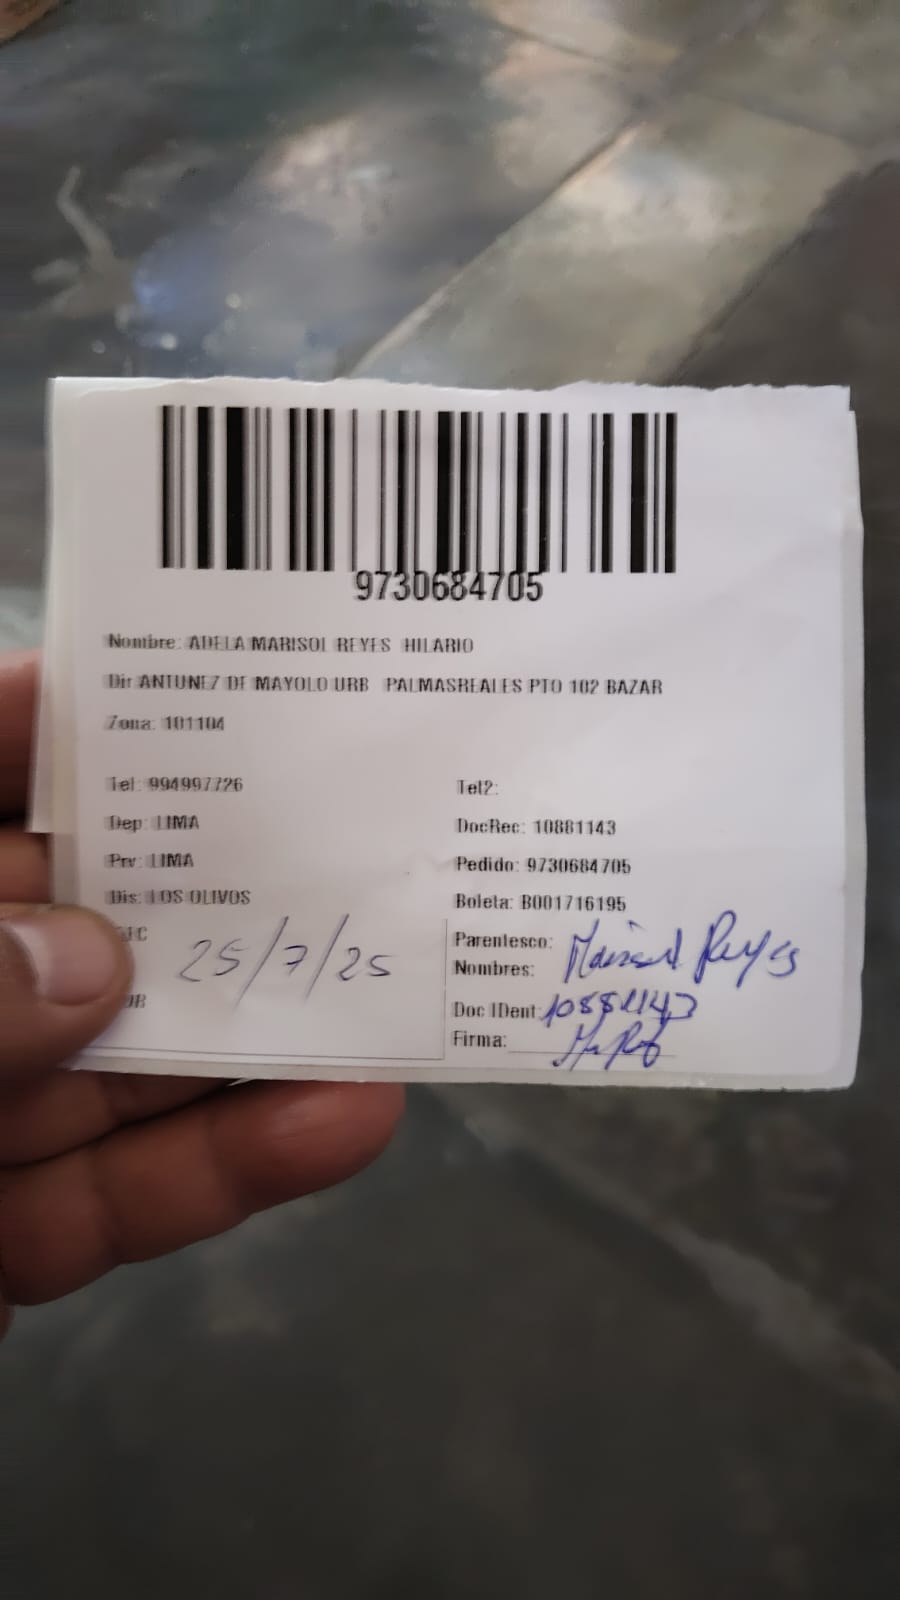 9730684705
Nombre: ADELA MARISOL REYES HILARIO
Dir ANTUNEZ DE MAYOLO URB PALMASREALES PTO 102 BAZAR
Zona: 101104
Tel: 994997726 Tel2:
Dep: LIMA DocRec: 10881143
Prv: LIMA Pedido: 9730684705
Dis: LOS OLIVOS Boleta: B001716195
25/7/25
Parentesco:
Nombres: Marisol Reyes
Doc IDent: 10881143
Firma: